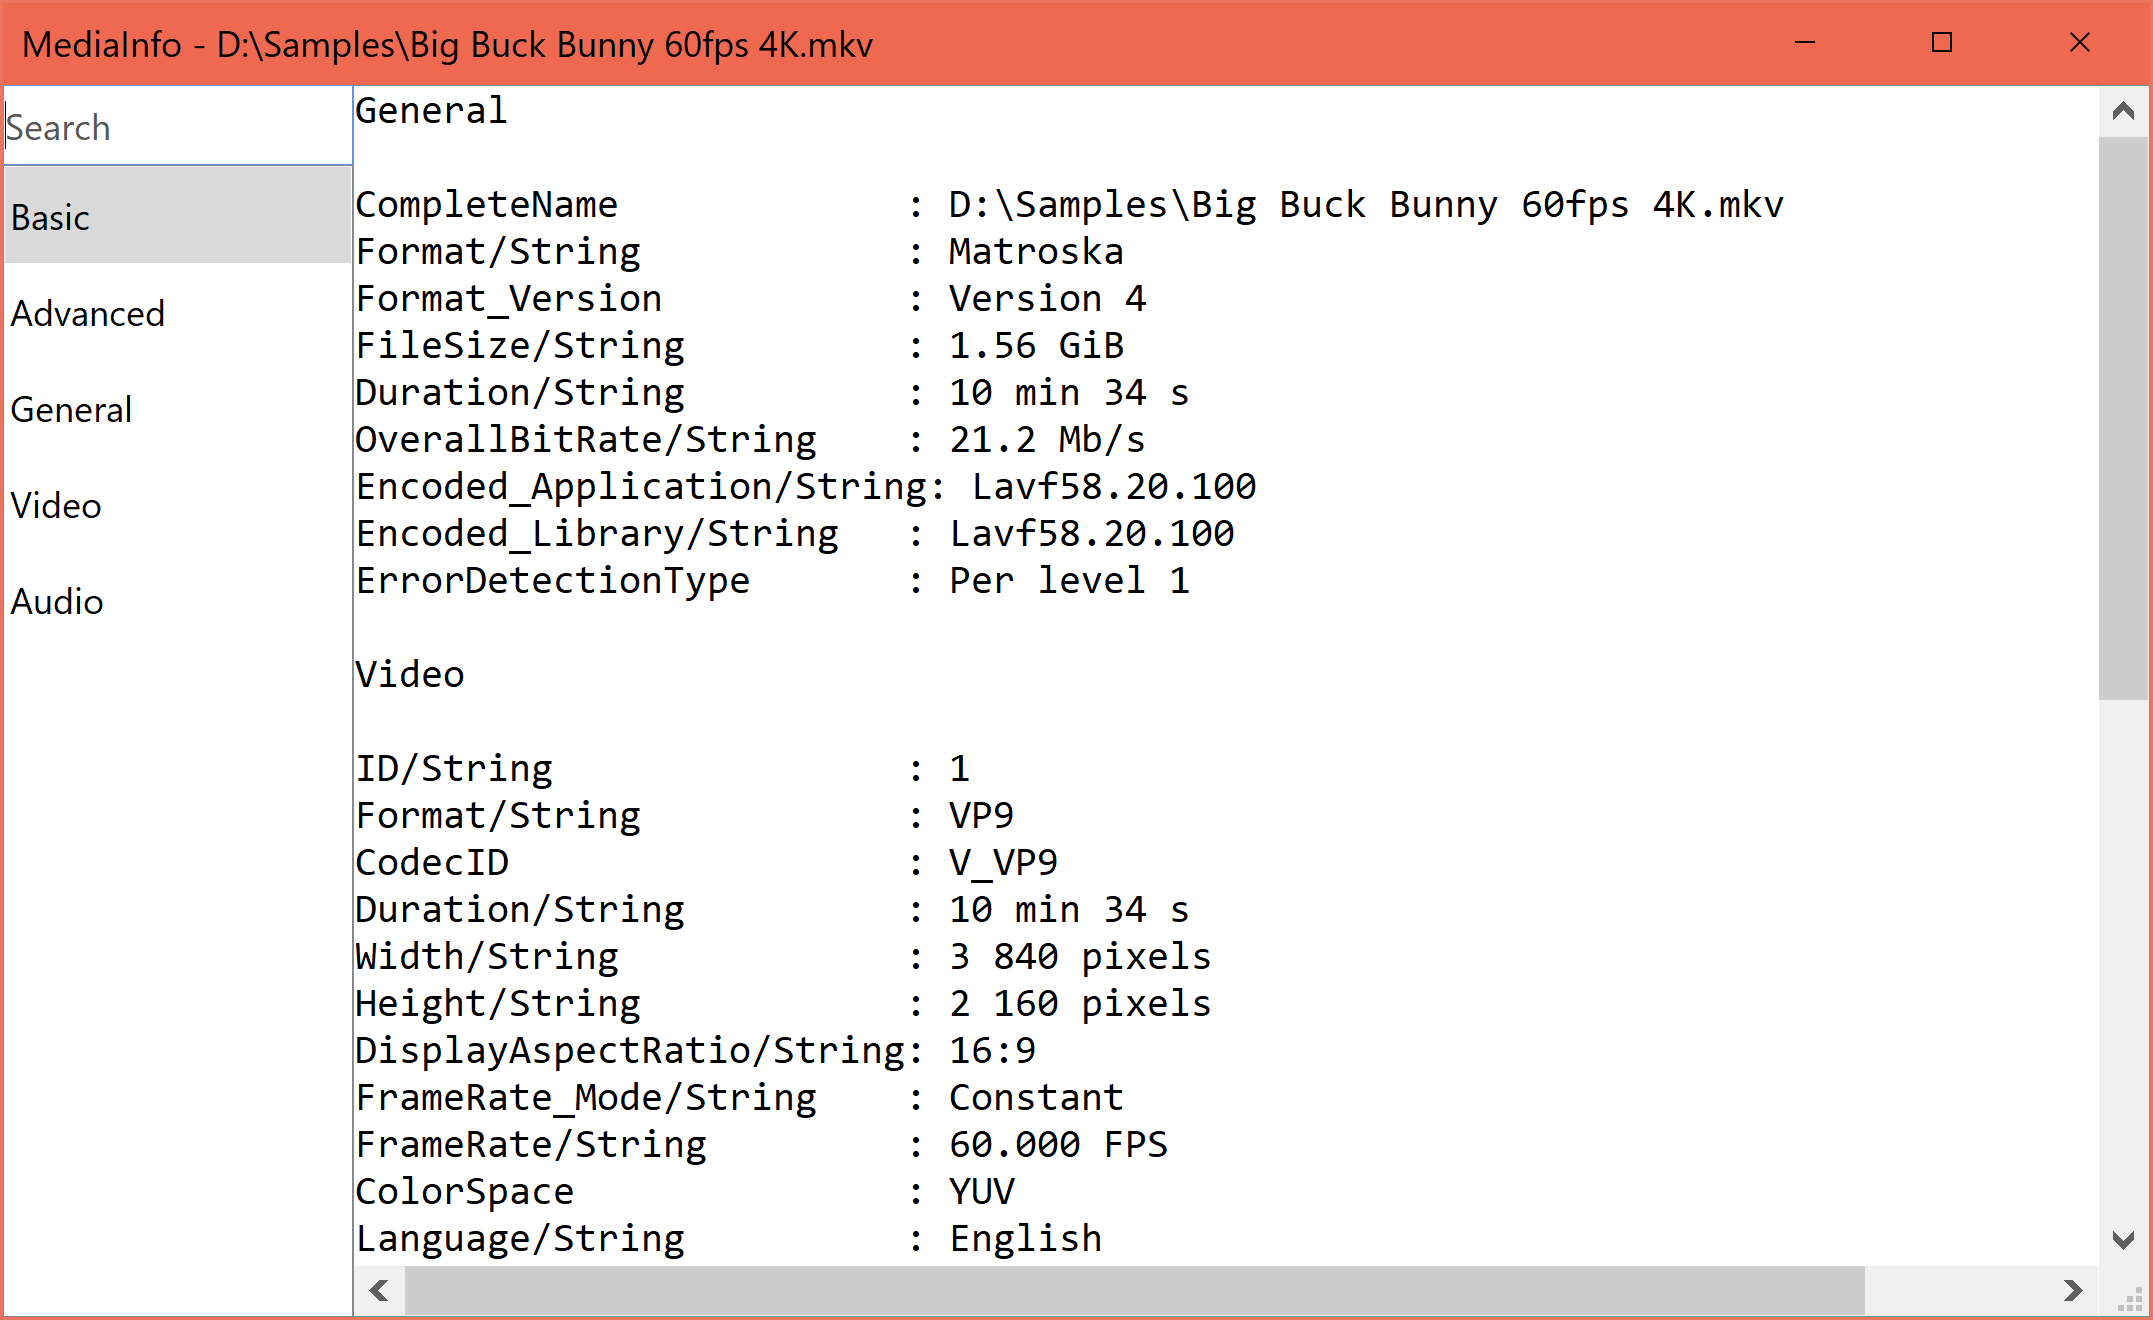 MediaInfo - D:\Samples\Big Buck Bunny 60fps 4K.mkv
Search
Basic
Advanced
General
Video
Audio
General
CompleteName : D:\Samples\Big Buck Bunny 60fps 4K.mkv
Format/String : Matroska
Format_Version : Version 4
FileSize/String : 1.56 GiB
Duration/String : 10 min 34 s
OverallBitRate/String : 21.2 Mb/s
Encoded_Application/String: Lavf58.20.100
Encoded_Library/String : Lavf58.20.100
ErrorDetectionType : Per level 1
Video
ID/String : 1
Format/String : VP9
CodecID : V_VP9
Duration/String : 10 min 34 s
Width/String : 3 840 pixels
Height/String : 2 160 pixels
DisplayAspectRatio/String: 16:9
FrameRate_Mode/String : Constant
FrameRate/String : 60.000 FPS
ColorSpace : YUV
Language/String : English